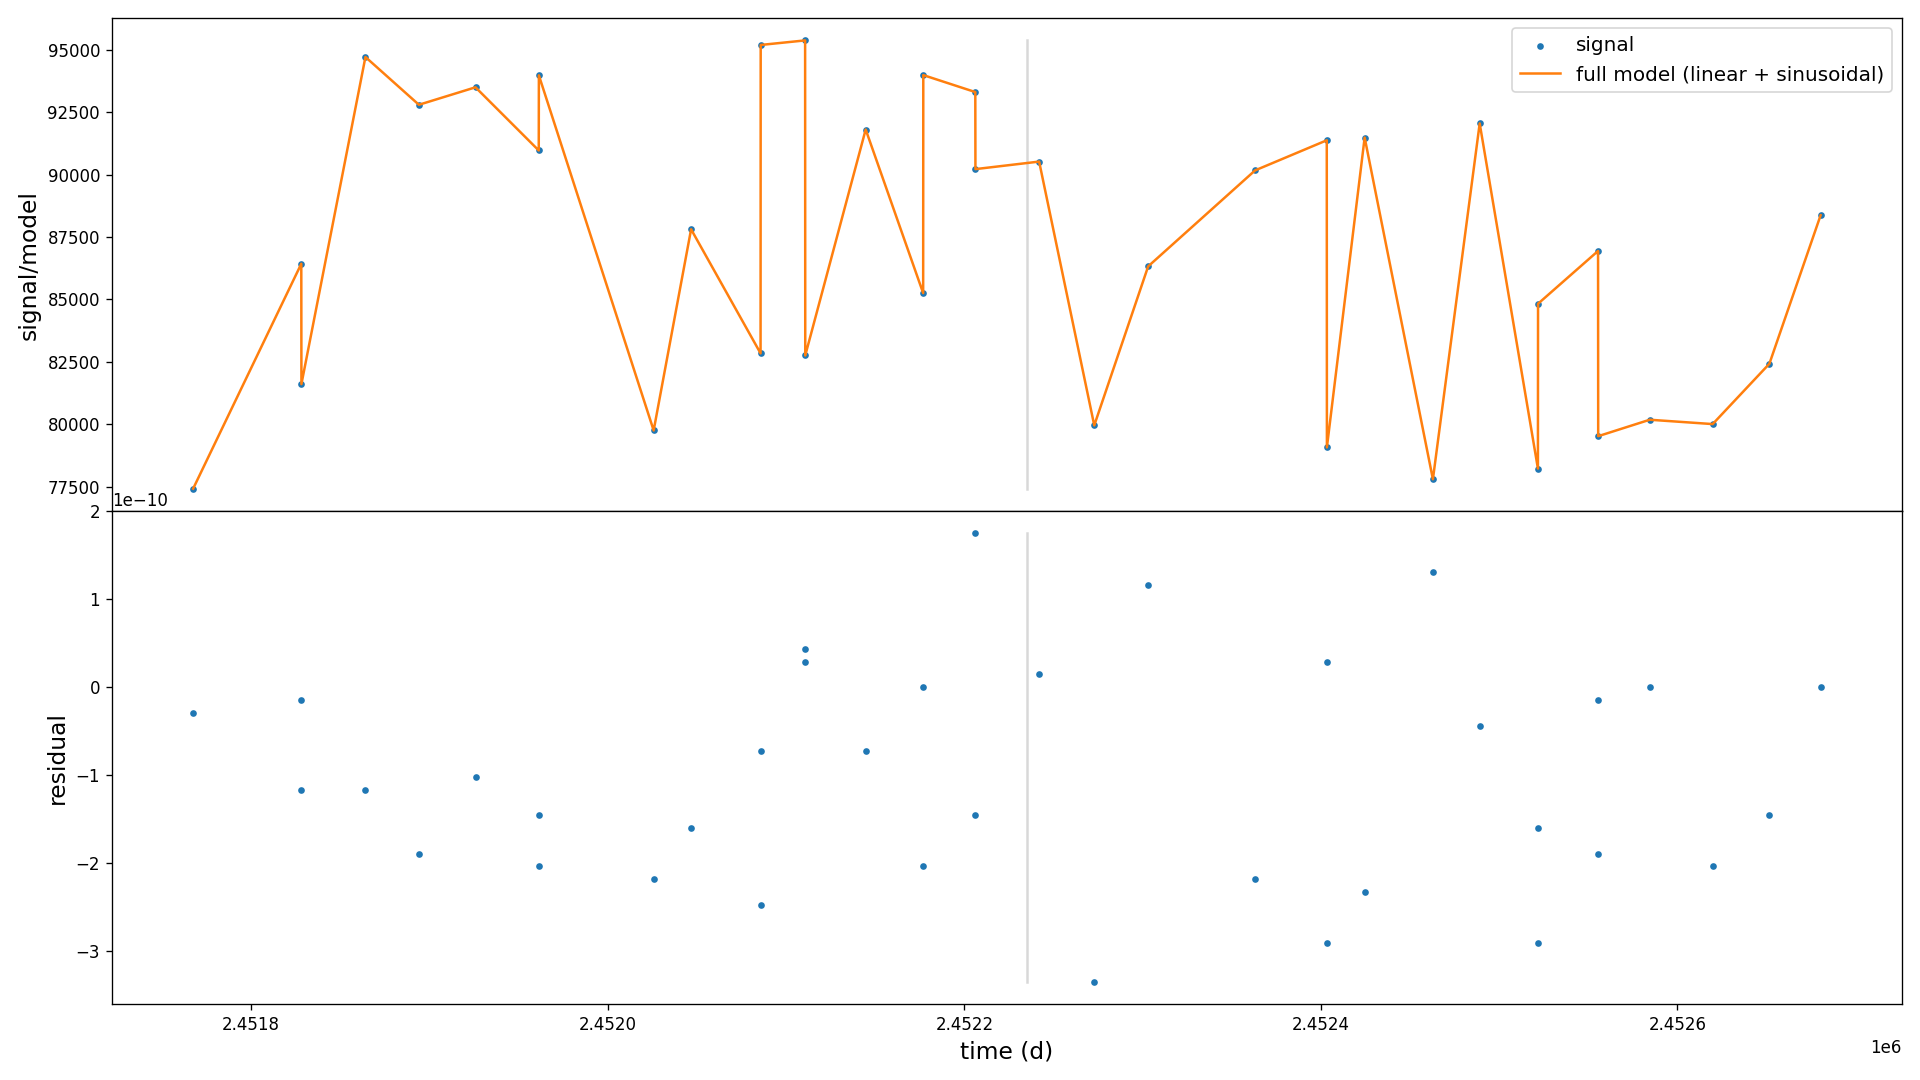 signal
full model (linear + sinusoidal)
95000
92500
90000
87500
85000
82500
80000
77500
signal/model
1e−10
2
1
0
−1
−2
−3
residual
2.4518
2.4520
2.4522
2.4524
2.4526
1e6
time (d)